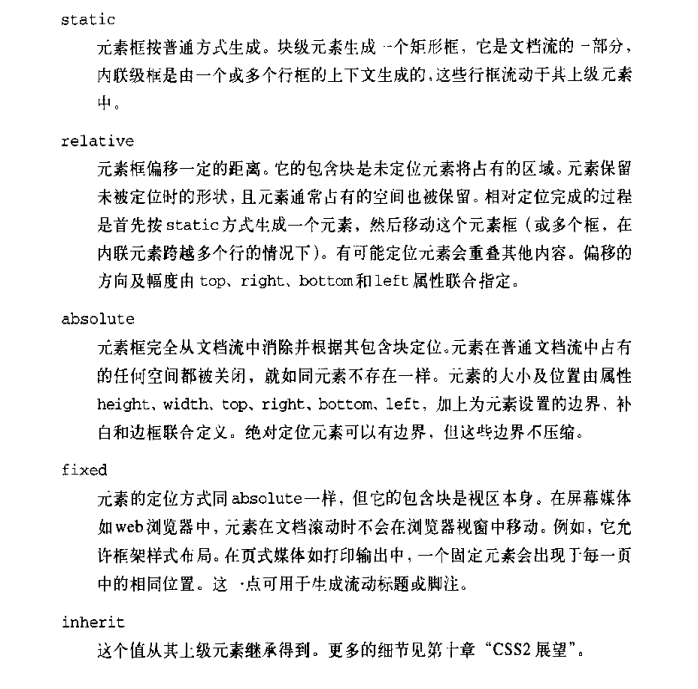 static
元素框按普通方式生成。块级元素生成一个矩形框，它是文档流的一部分，
内联级框是由一个或多个行框的上下文生成的，这些行框流动于其上级元素
中。
relative
元素框偏移一定的距离。它的包含块是未定位元素将占有的区域。元素保留
未被定位时的形状，且元素通常占有的空间也被保留。相对定位完成的过程
是首先按static方式生成一个元素，然后移动这个元素框（或多个框，在
内联元素跨越多个行的情况下）。有可能定位元素会重叠其他内容。偏移的
方向及幅度由 top、right、bottom和left属性联合指定。
absolute
元素框完全从文档流中消除并根据其包含块定位。元素在普通文档流中占有
的任何空间都被关闭，就如同元素不存在一样。元素的大小及位置由属性
height、width、top、right、bottom、left，加上为元素设置的边界、补
白和边框联合定义。绝对定位元素可以有边界，但这些边界不压缩。
fixed
元素的定位方式同absolute一样，但它的包含块是视区本身。在屏幕媒体
如web浏览器中，元素在文档滚动时不会在浏览器视窗中移动。例如，它允
许框架样式布局。在页式媒体如打印输出中，一个固定元素会出现于每一页
中的相同位置。这一点可用于生成流动标题或脚注。
inherit
这个值从其上级元素继承得到。更多的细节见第十章“CSS2展望”。